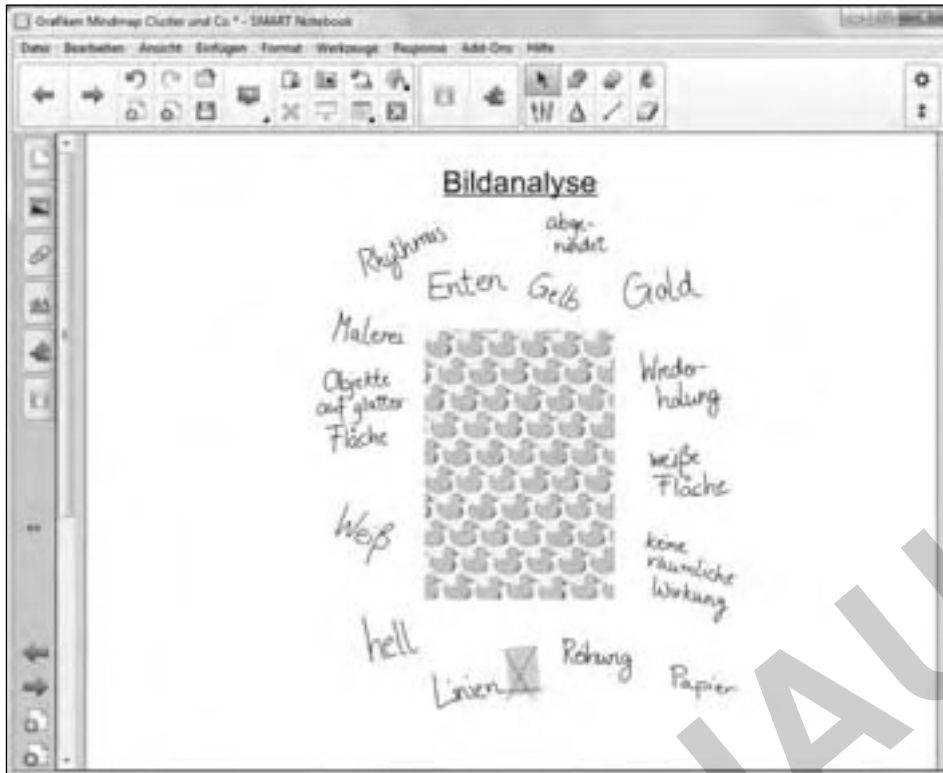 Grafiken Mindmap Cluster und Co * - SMART Notebook
Datei Bearbeiten Ansicht Einfügen Format Werkzeuge Response Add-Ons Hilfe
Bildanalyse
Rhythmus
abge-
rundet
Enten Gelb Gold
Malerei
Objekte
auf glatter
Fläche
Wieder-
holung
weiße
Fläche
Weiß
keine
räumliche
Wirkung
hell
Linien
Reihung
Papier